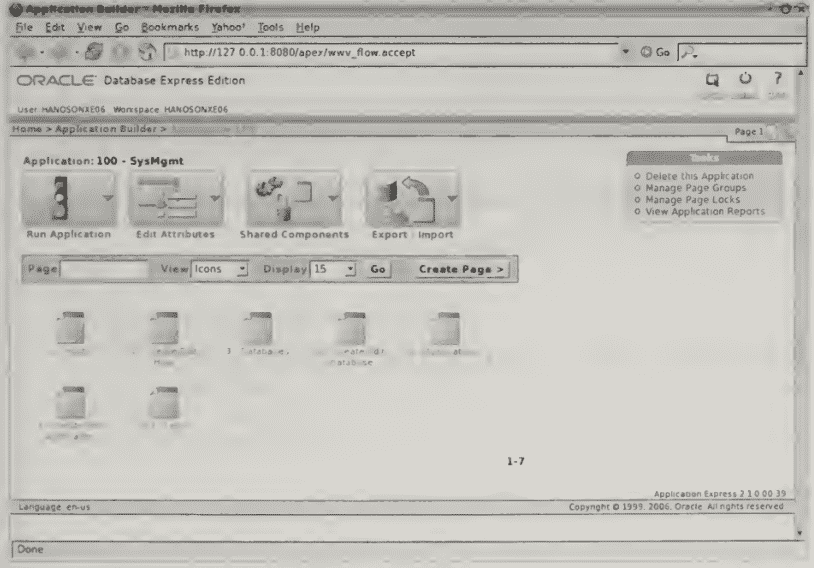 Application Builder - Mozilla Firefox
File Edit View Go Bookmarks Yahoo! Tools Help
http://127.0.0.1:8080/apex/wwv_flow.accept
Go
ORACLE Database Express Edition
User: HANOSONXE06 Workspace HANOSONXE06
Home > Application Builder >
Page 1
Application: 100 - SysMgmt
Tasks
Delete this Application
Manage Page Groups
Manage Page Locks
View Application Reports
Run Application
Edit Attributes
Shared Components
Export Import
Page
View Icons
Display 15
Go
Create Page >
Database
1-7
Application Express 2.1.0.00.39
Language: en-us
Copyright © 1999, 2006, Oracle. All rights reserved.
Done